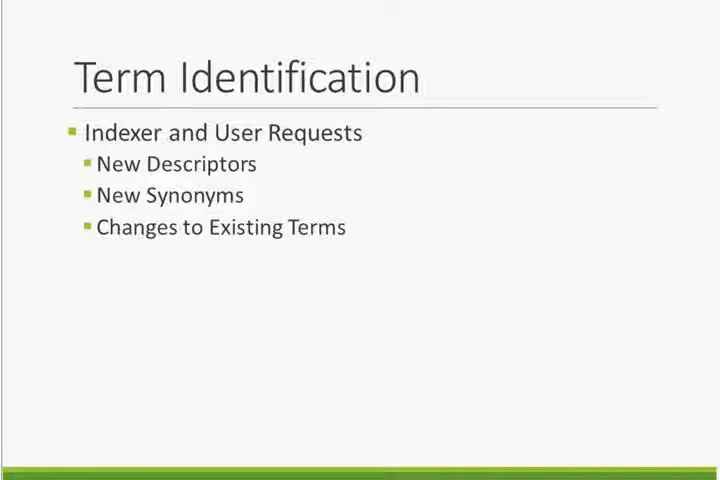 Term Identification
Indexer and User Requests
New Descriptors
New Synonyms
Changes to Existing Terms